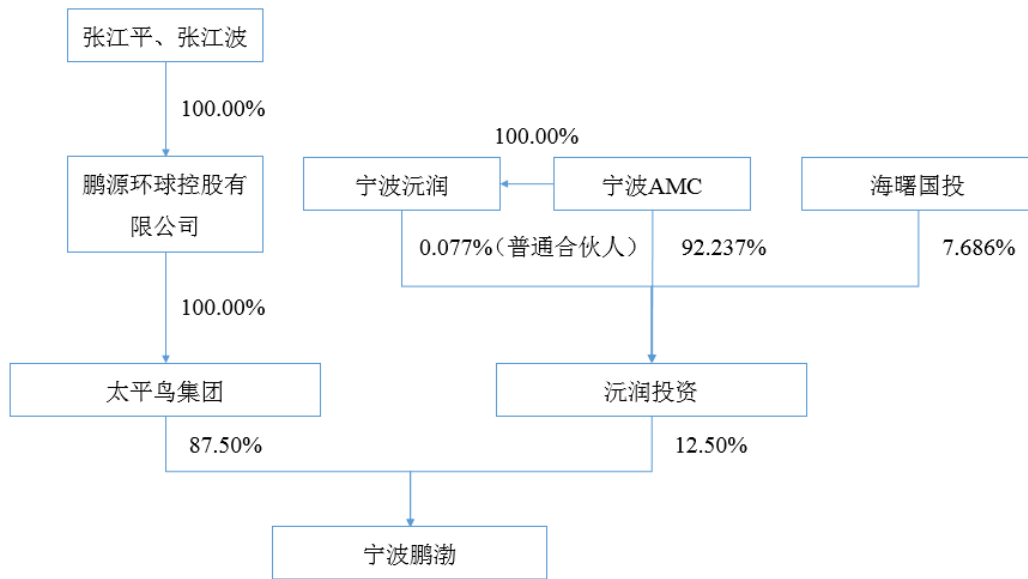 张江平、张江波
100.00%
100.00%
鹏源环球控股有
限公司
宁波沅润
宁波AMC
海曙国投
0.077%（普通合伙人）
92.237%
7.686%
100.00%
太平鸟集团
沅润投资
87.50%
12.50%
宁波鹏渤